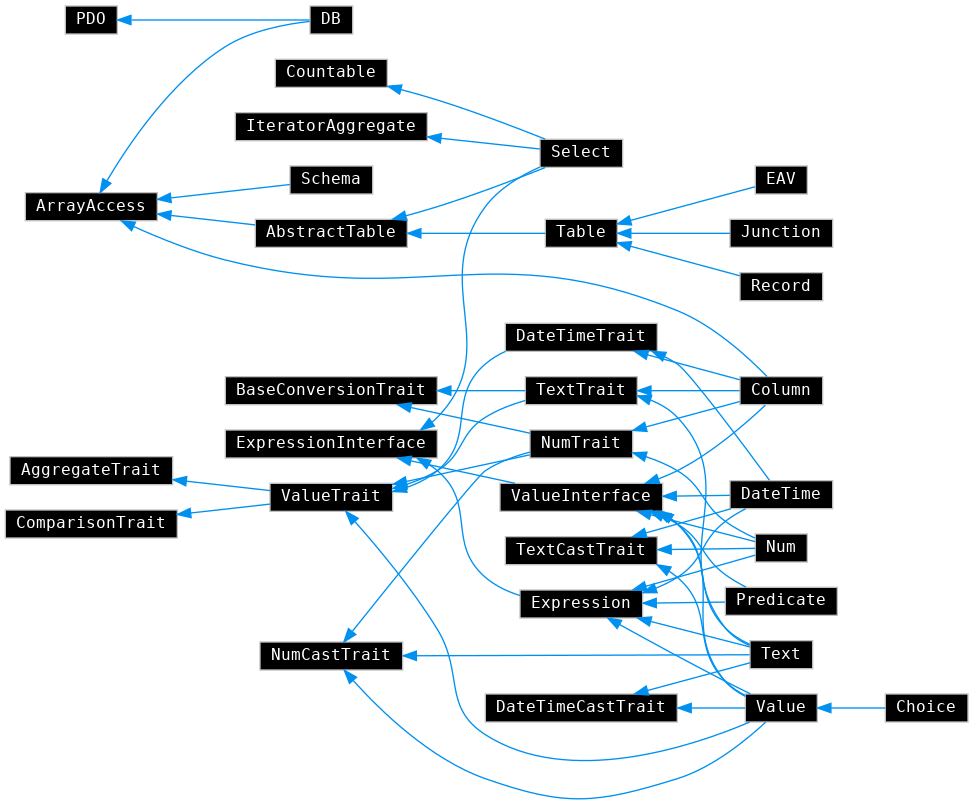 PDO
DB
Countable
IteratorAggregate
Select
Schema
EAV
ArrayAccess
AbstractTable
Table
Junction
Record
DateTimeTrait
BaseConversionTrait
TextTrait
Column
ExpressionInterface
NumTrait
AggregateTrait
ValueTrait
ValueInterface
DateTime
ComparisonTrait
TextCastTrait
Num
Expression
Predicate
NumCastTrait
Text
DateTimeCastTrait
Value
Choice